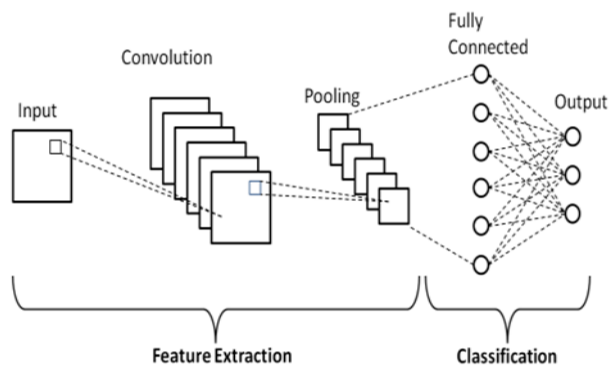 Fully
Connected
Convolution
Pooling
Input
Output
Feature Extraction
Classification